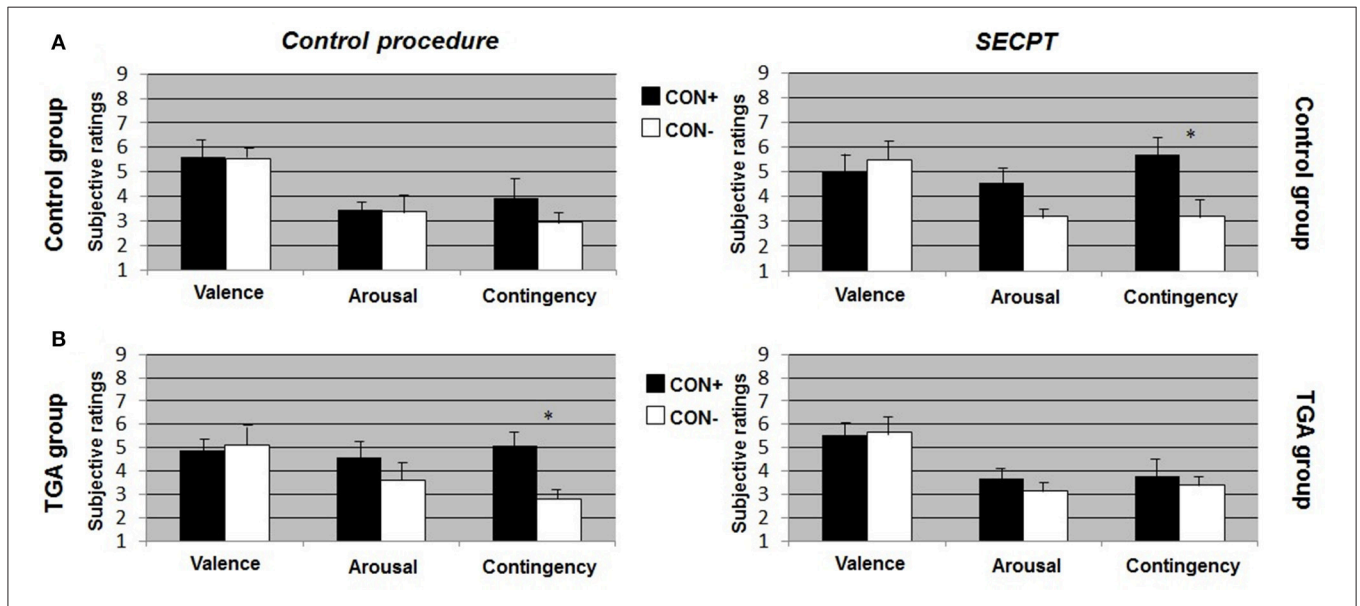 A
Control procedure
SECPT
Control group
Subjective ratings
9
8
7
6
5
4
3
2
1
Valence
Arousal
Contingency
CON+
CON-
Subjective ratings
9
8
7
6
5
4
3
2
1
*
Valence
Arousal
Contingency
Control group
B
TGA group
Subjective ratings
9
8
7
6
5
4
3
2
1
*
Valence
Arousal
Contingency
CON+
CON-
Subjective ratings
9
8
7
6
5
4
3
2
1
Valence
Arousal
Contingency
TGA group